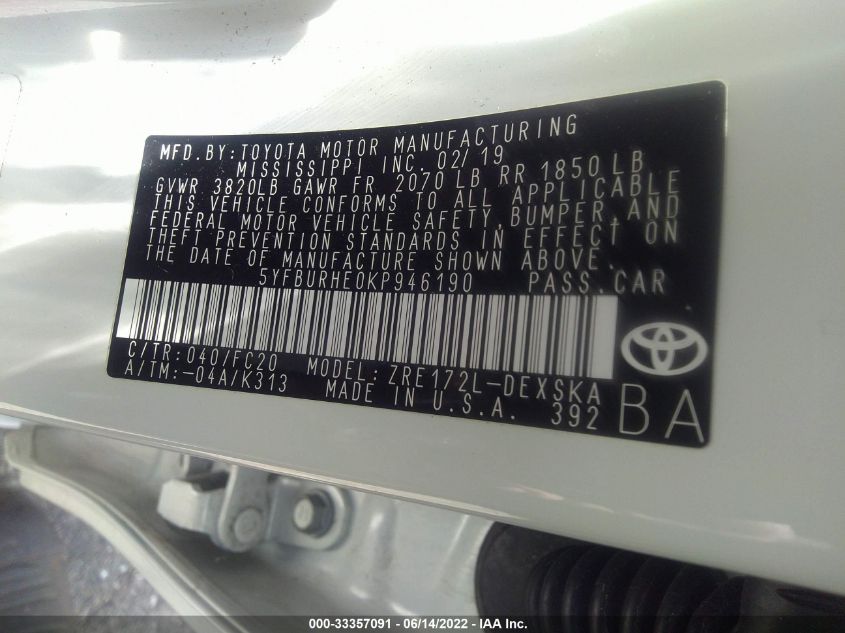 MFD.BY:TOYOTA MOTOR MANUFACTURING
MISSISSIPPI INC. 02/19
GVWR 3820LB GAWR FR 2070 LB RR 1850 LB
THIS VEHICLE CONFORMS TO ALL APPLICABLE
FEDERAL MOTOR VEHICLE SAFETY,BUMPER,AND
THEFT PREVENTION STANDARDS IN EFFECT ON
THE DATE OF MANUFACTURE SHOWN ABOVE.
5YFBURHE0KP946190 PASS.CAR
C/TR:040/FC20 MODEL:ZRE172L-DEXSKA
A/TM:-04A/K313 MADE IN U.S.A. 392 BA
000-33357091 - 06/14/2022 - IAA Inc.